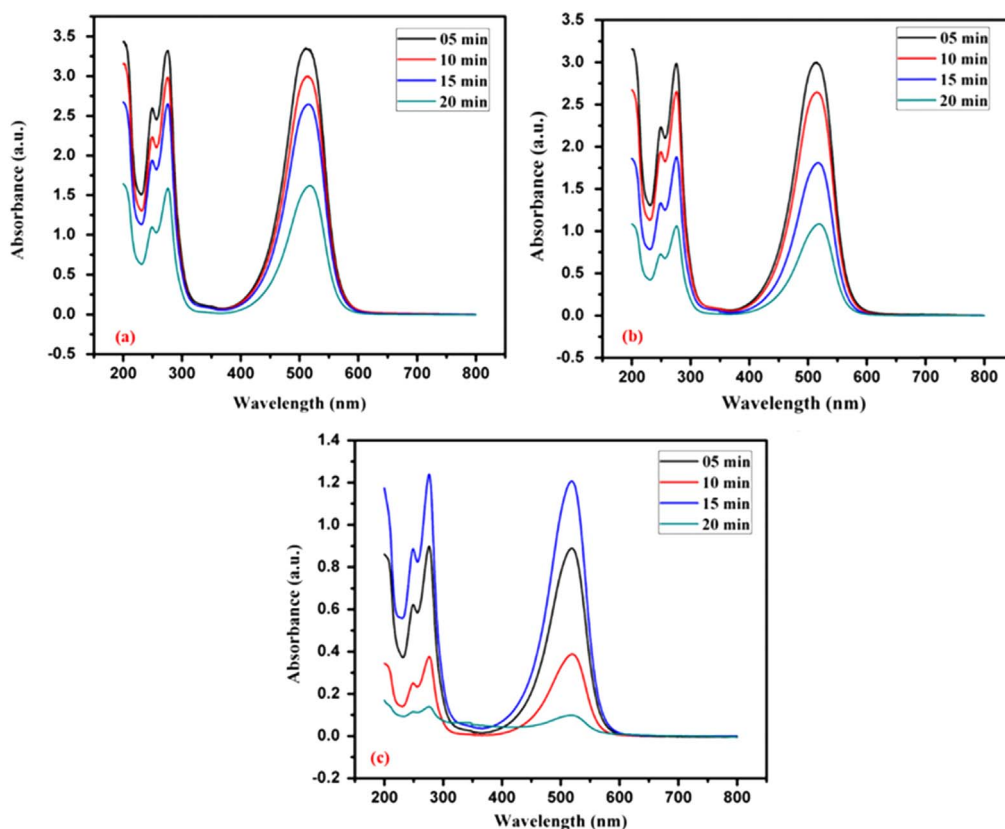 3.5
3.0
2.5
2.0
1.5
1.0
0.5
0.0
-0.5
Absorbance (a.u.)
05 min
10 min
15 min
20 min
(a)
200 300 400 500 600 700 800
Wavelength (nm)
3.5
3.0
2.5
2.0
1.5
1.0
0.5
0.0
-0.5
Absorbance (a.u.)
05 min
10 min
15 min
20 min
(b)
200 300 400 500 600 700 800
Wavelength (nm)
1.4
1.2
1.0
0.8
0.6
0.4
0.2
0.0
-0.2
Absorbance (a.u.)
05 min
10 min
15 min
20 min
(c)
200 300 400 500 600 700 800
Wavelength (nm)